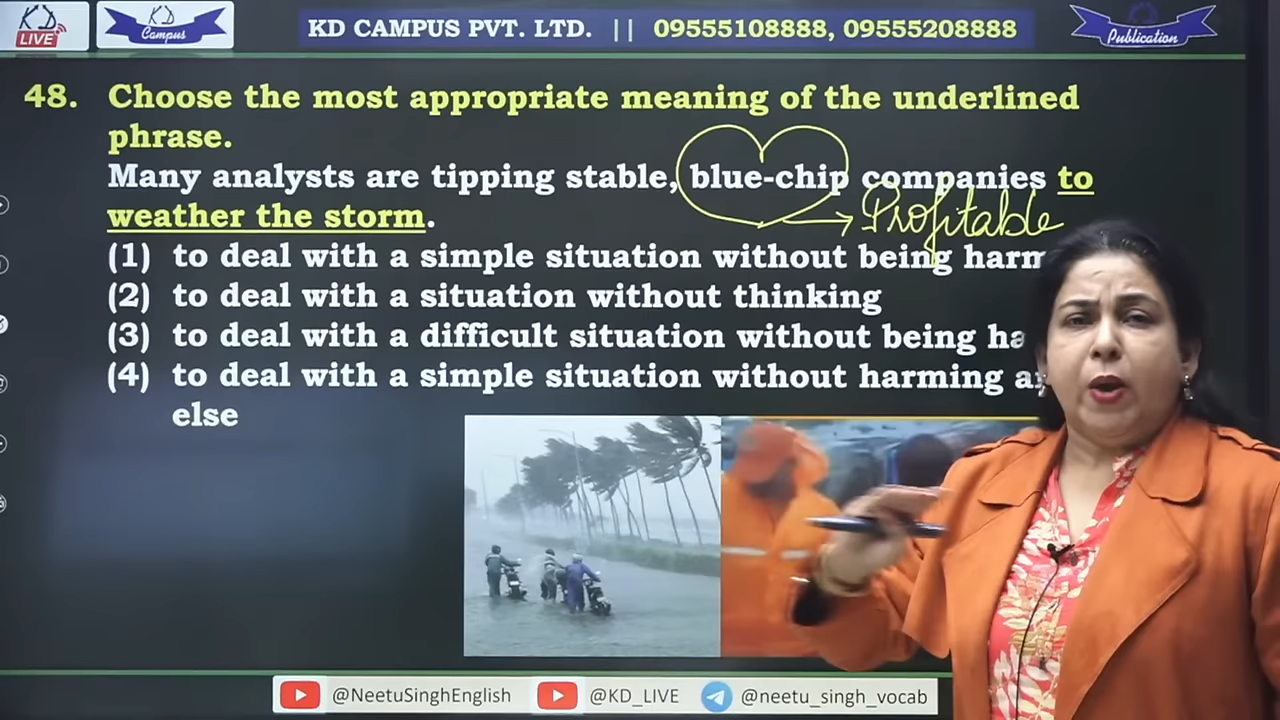 KD
LIVE
KD
Campus
KD CAMPUS PVT. LTD. || 09555108888, 09555208888
KD
Publication
48. Choose the most appropriate meaning of the underlined
phrase.
Many analysts are tipping stable, blue-chip companies to
weather the storm.
Profitable
(1) to deal with a simple situation without being harm
(2) to deal with a situation without thinking
(3) to deal with a difficult situation without being ha
(4) to deal with a simple situation without harming a
else
@NeetuSinghEnglish @KD_LIVE @neetu_singh_vocab